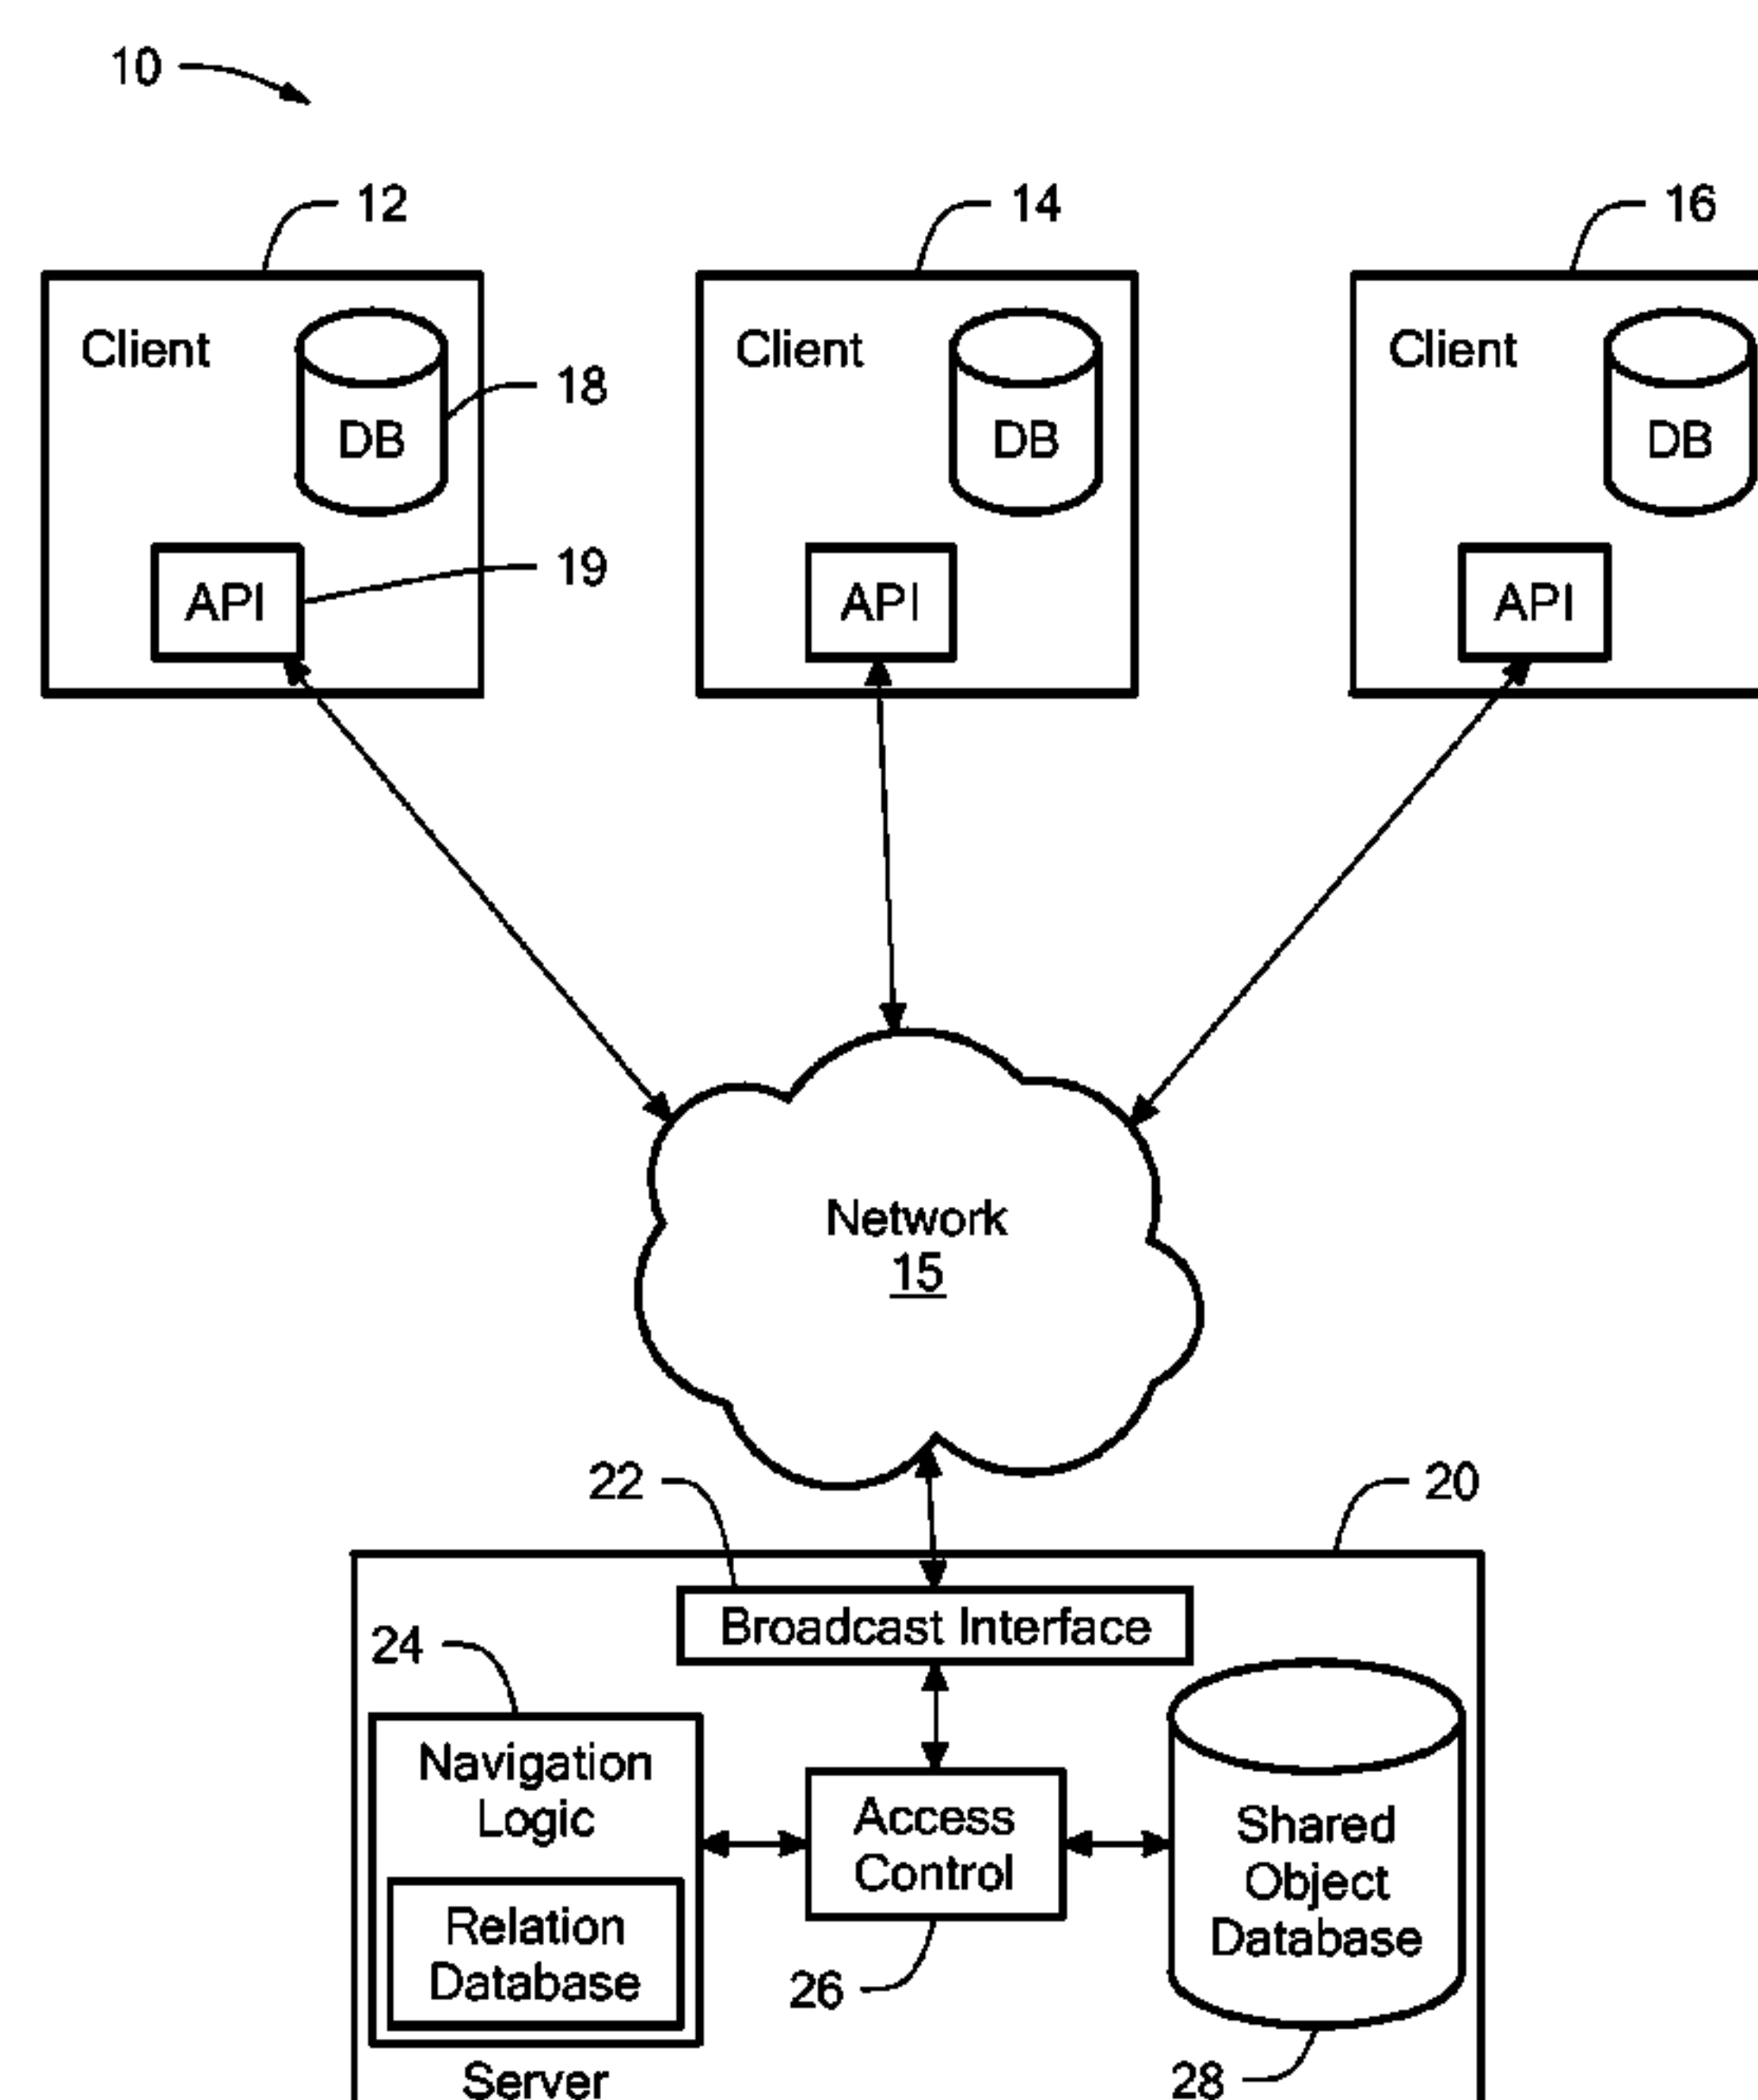 10
12
14
16
Client
Client
Client
18
DB
DB
DB
19
API
API
API
Network
15
22
20
Broadcast Interface
24
Navigation
Logic
Access
Control
Shared
Object
Database
Relation
Database
26
Server
28